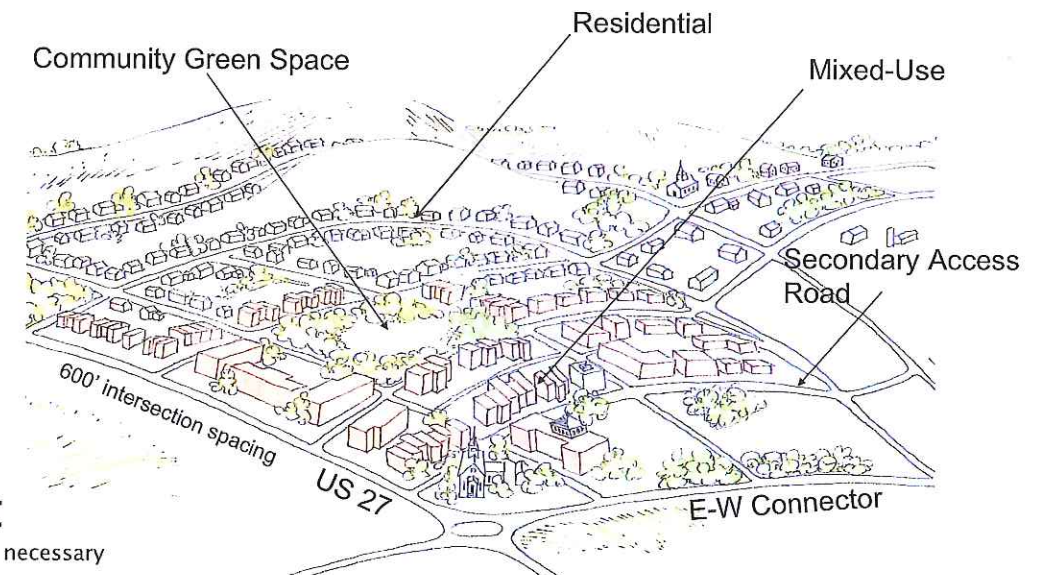 Residential
Community Green Space
Mixed-Use
Secondary Access
Road
600' intersection spacing
US 27
E-W Connector
necessary